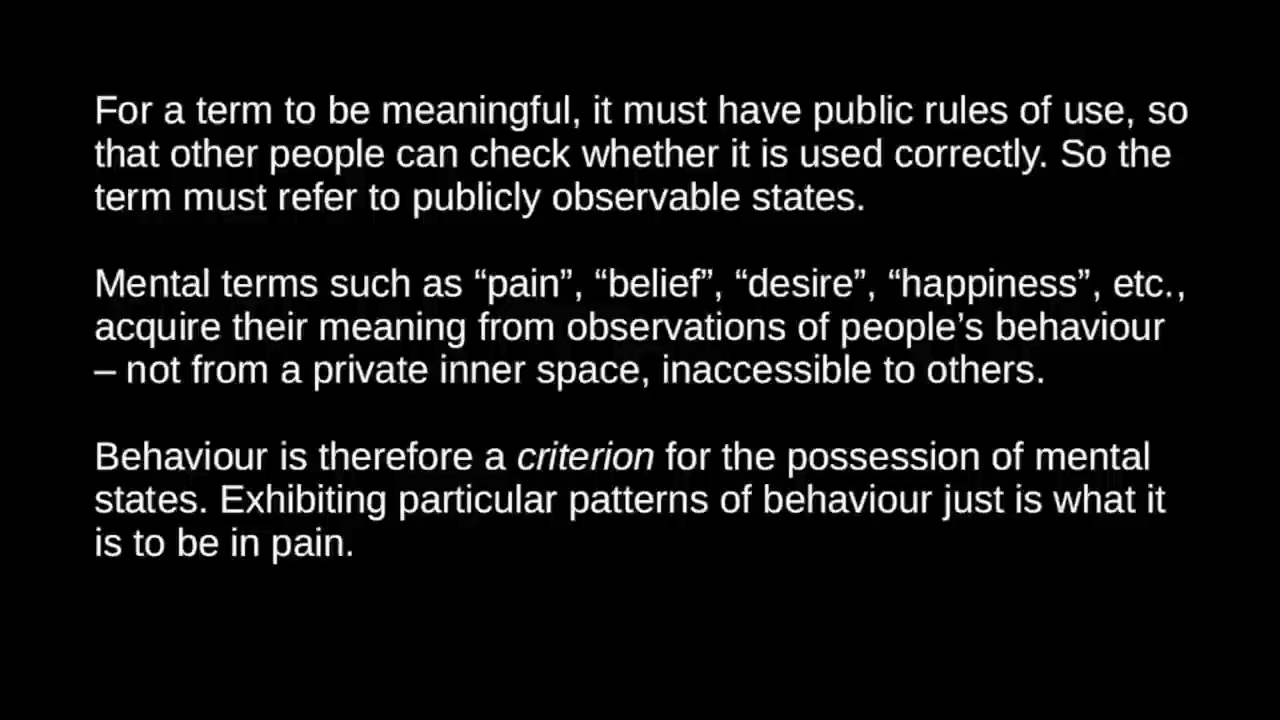 For a term to be meaningful, it must have public rules of use, so
that other people can check whether it is used correctly. So the
term must refer to publicly observable states.
Mental terms such as “pain”, “belief”, “desire”, “happiness”, etc.,
acquire their meaning from observations of people’s behaviour
– not from a private inner space, inaccessible to others.
Behaviour is therefore a criterion for the possession of mental
states. Exhibiting particular patterns of behaviour just is what it
is to be in pain.